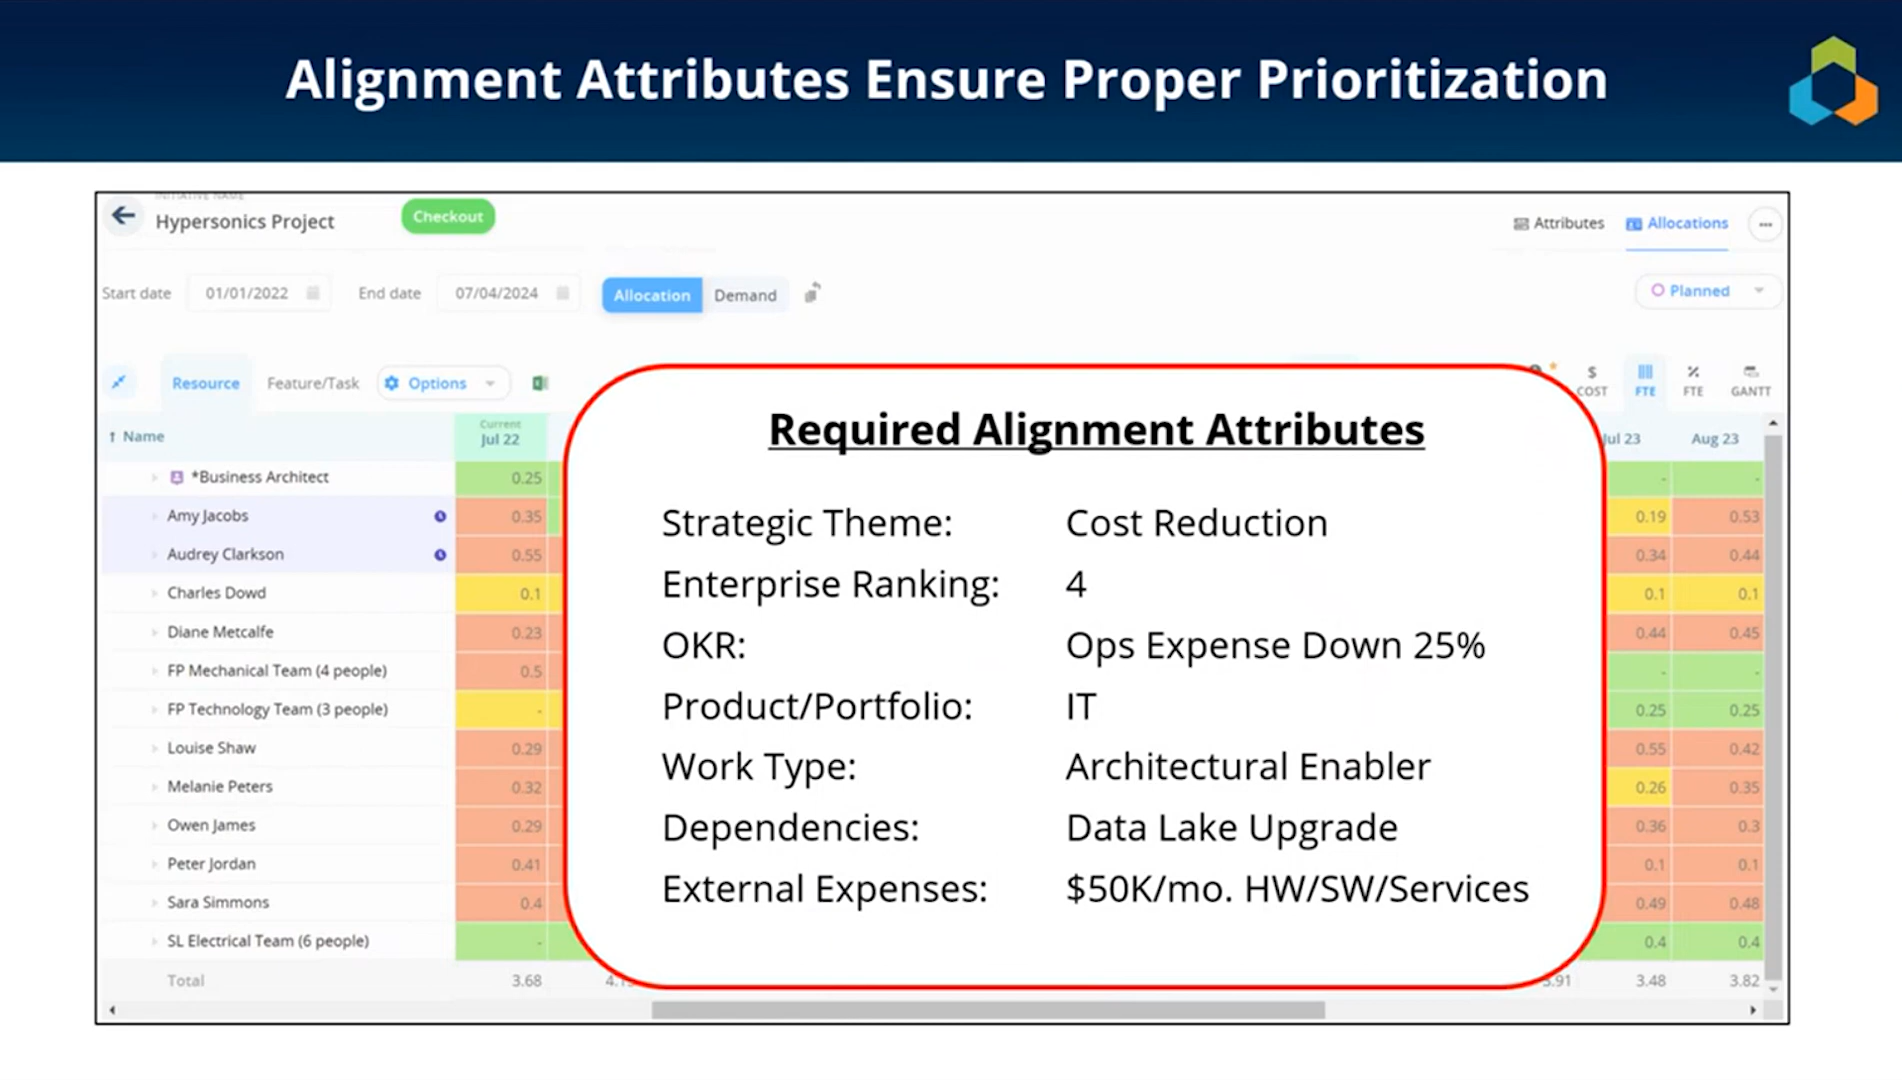 Alignment Attributes Ensure Proper Prioritization
INITIATIVE NAME
Hypersonics Project
Checkout
Attributes
Allocations
Start date 01/01/2022 End date 07/04/2024 Allocation Demand
Planned
Resource Feature/Task Options
COST FTE % FTE GANTT
↑ Name
Current
Jul 22
Jul 23 Aug 23
*Business Architect 0.25 - -
Amy Jacobs 0.35 0.19 0.53
Audrey Clarkson 0.55 0.34 0.44
Charles Dowd 0.1 0.1 0.1
Diane Metcalfe 0.23 0.44 0.45
FP Mechanical Team (4 people) 0.5 - -
FP Technology Team (3 people) - 0.25 0.25
Louise Shaw 0.29 0.55 0.42
Melanie Peters 0.32 0.26 0.35
Owen James 0.29 0.36 0.3
Peter Jordan 0.41 0.1 0.1
Sara Simmons 0.4 0.49 0.48
SL Electrical Team (6 people) - 0.4 0.4
Total 3.68 3.48 3.82
Required Alignment Attributes
Strategic Theme: Cost Reduction
Enterprise Ranking: 4
OKR: Ops Expense Down 25%
Product/Portfolio: IT
Work Type: Architectural Enabler
Dependencies: Data Lake Upgrade
External Expenses: $50K/mo. HW/SW/Services